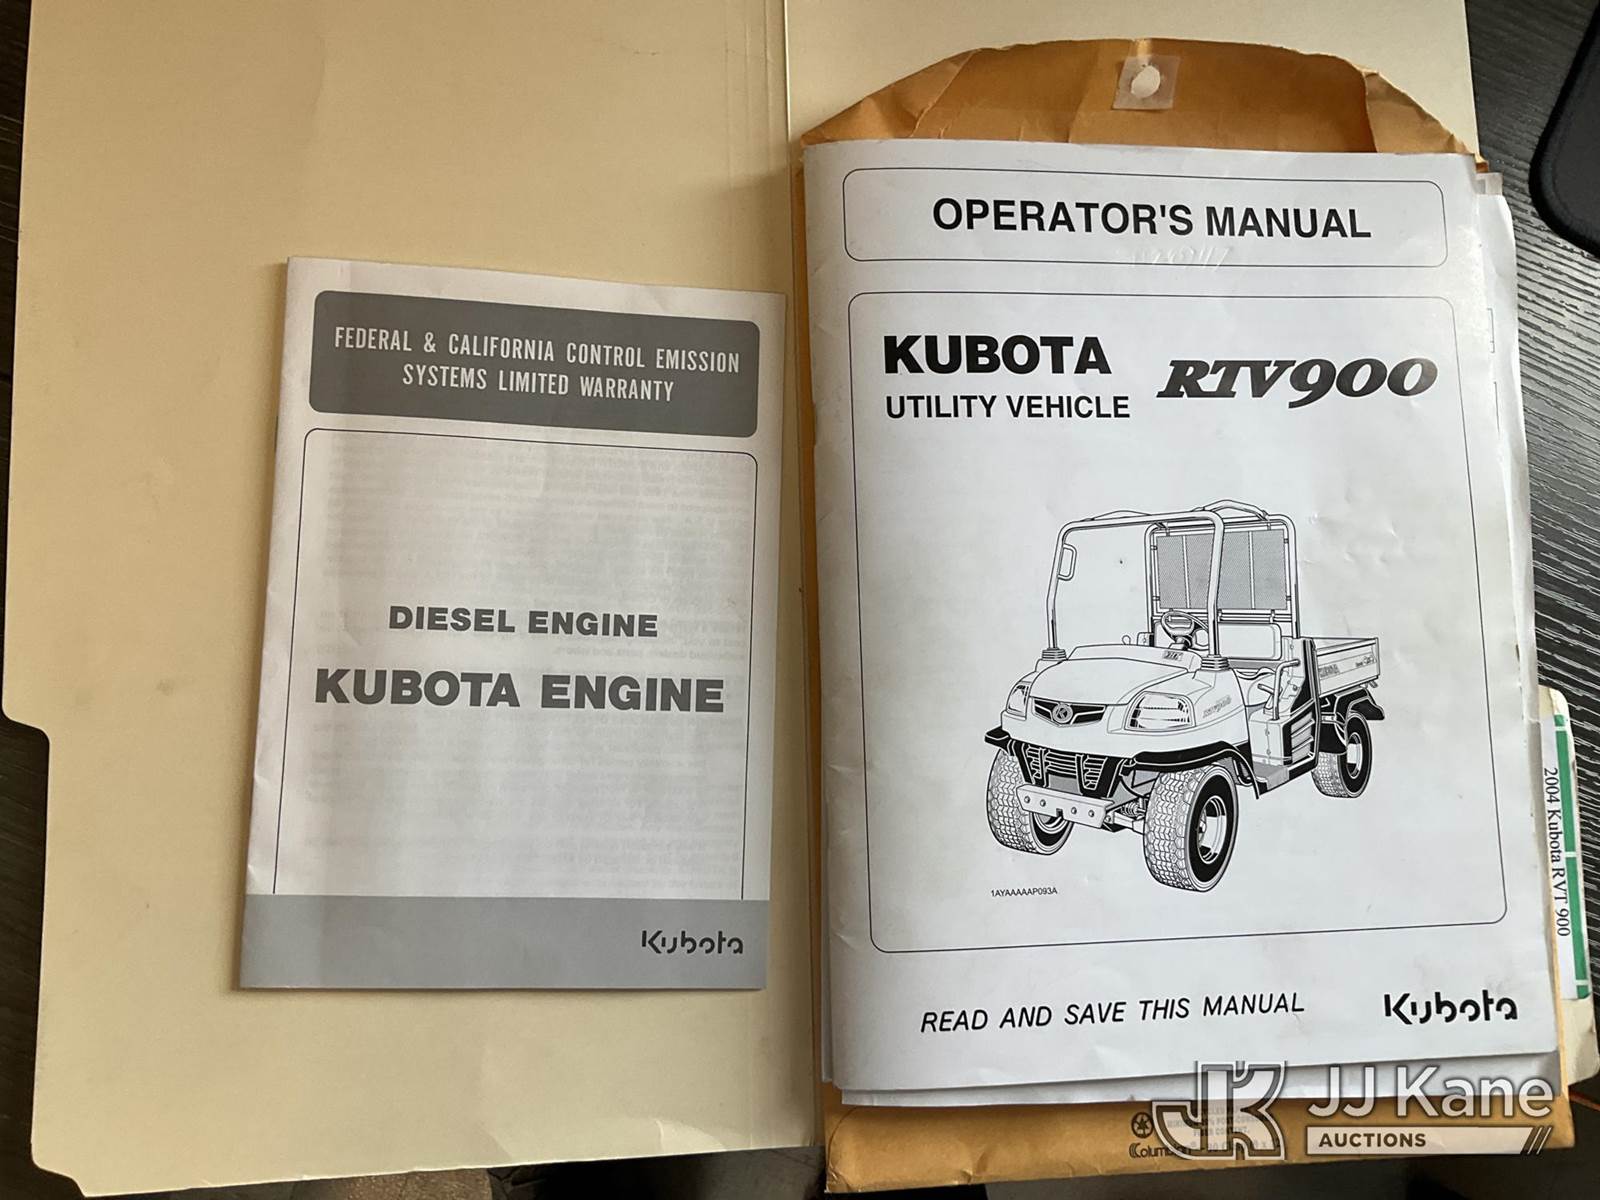 FEDERAL & CALIFORNIA CONTROL EMISSION
SYSTEMS LIMITED WARRANTY
DIESEL ENGINE
KUBOTA ENGINE
Kubota
OPERATOR'S MANUAL
KUBOTA RTV900
UTILITY VEHICLE
RTV900
1AYAAAAAP093A
READ AND SAVE THIS MANUAL
Kubota
2004 Kubota RVT 900
JJ Kane
AUCTIONS